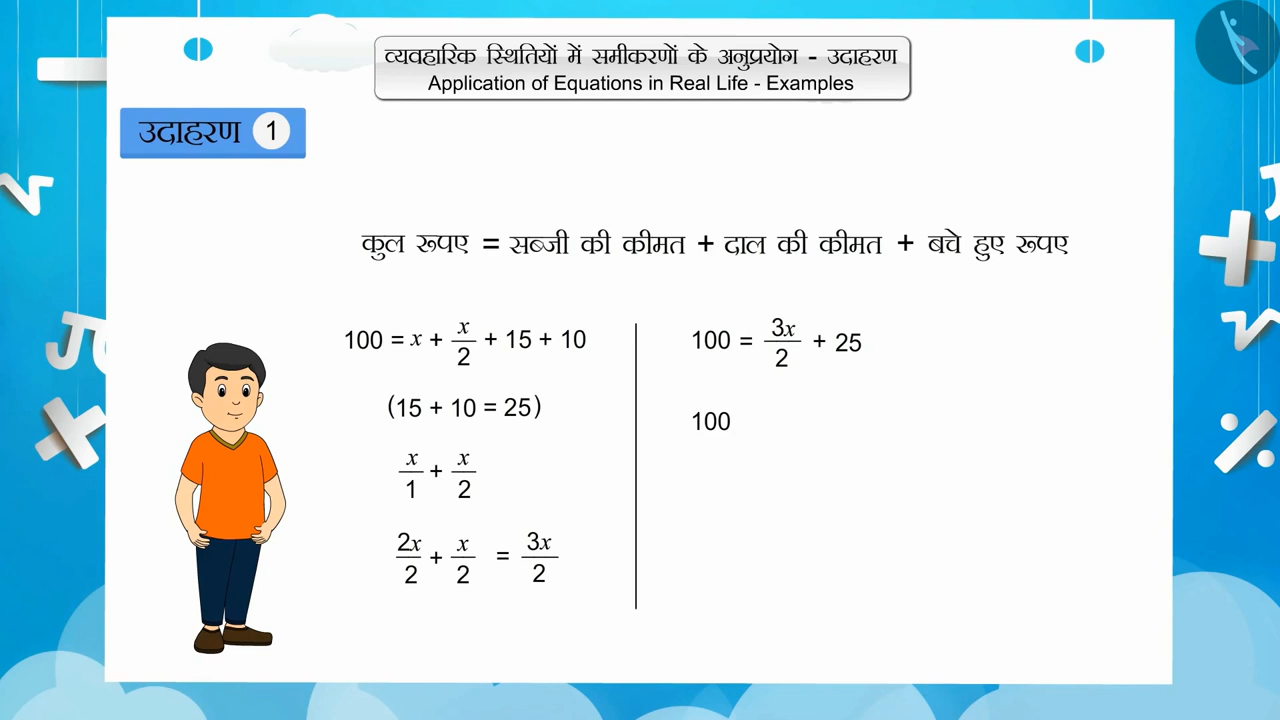 व्यवहारिक स्थितियों में समीकरणों के अनुप्रयोग - उदाहरण
Application of Equations in Real Life - Examples
उदाहरण 1
कुल रूपए = सब्जी की कीमत + दाल की कीमत + बचे हुए रूपए
100 = x + x/2 + 15 + 10
(15 + 10 = 25)
x/1 + x/2
2x/2 + x/2 = 3x/2
100 = 3x/2 + 25
100